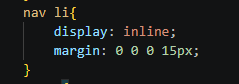 nav li{
    display: inline;
    margin: 0 0 0 15px;
}